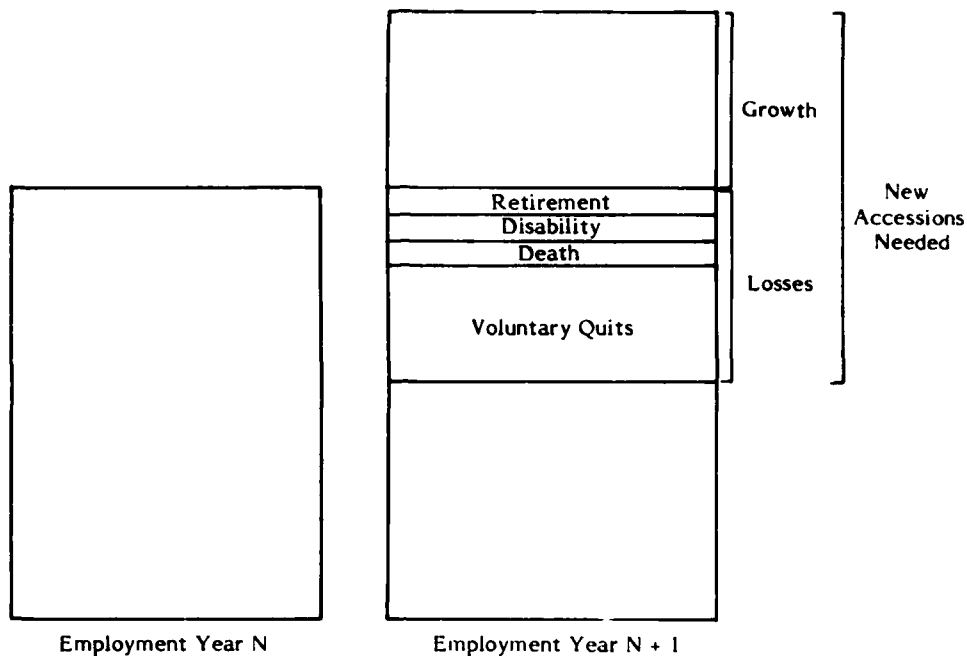 Growth
Retirement
Disability
Death
Voluntary Quits
Losses
New
Accessions
Needed
Employment Year N
Employment Year N + 1